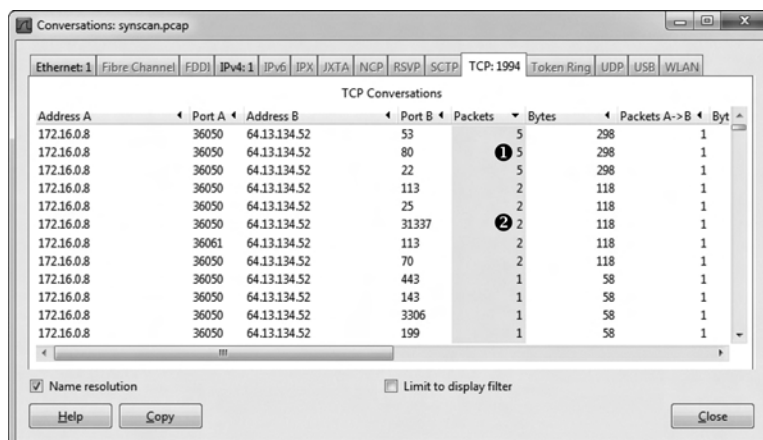 Conversations: synscan.pcap
Ethernet: 1 Fibre Channel FDDI IPv4: 1 IPv6 IPX JXTA NCP RSVP SCTP TCP: 1994 Token Ring UDP USB WLAN
TCP Conversations
Address A Port A Address B Port B Packets Bytes Packets A->B Byt
172.16.0.8 36050 64.13.134.52 53 5 298 1
172.16.0.8 36050 64.13.134.52 80 ❶ 5 298 1
172.16.0.8 36050 64.13.134.52 22 5 298 1
172.16.0.8 36050 64.13.134.52 113 2 118 1
172.16.0.8 36050 64.13.134.52 25 2 118 1
172.16.0.8 36050 64.13.134.52 31337 ❷ 2 118 1
172.16.0.8 36061 64.13.134.52 113 2 118 1
172.16.0.8 36050 64.13.134.52 70 2 118 1
172.16.0.8 36050 64.13.134.52 443 1 58 1
172.16.0.8 36050 64.13.134.52 143 1 58 1
172.16.0.8 36050 64.13.134.52 3306 1 58 1
172.16.0.8 36050 64.13.134.52 199 1 58 1
Name resolution Limit to display filter
Help Copy Close